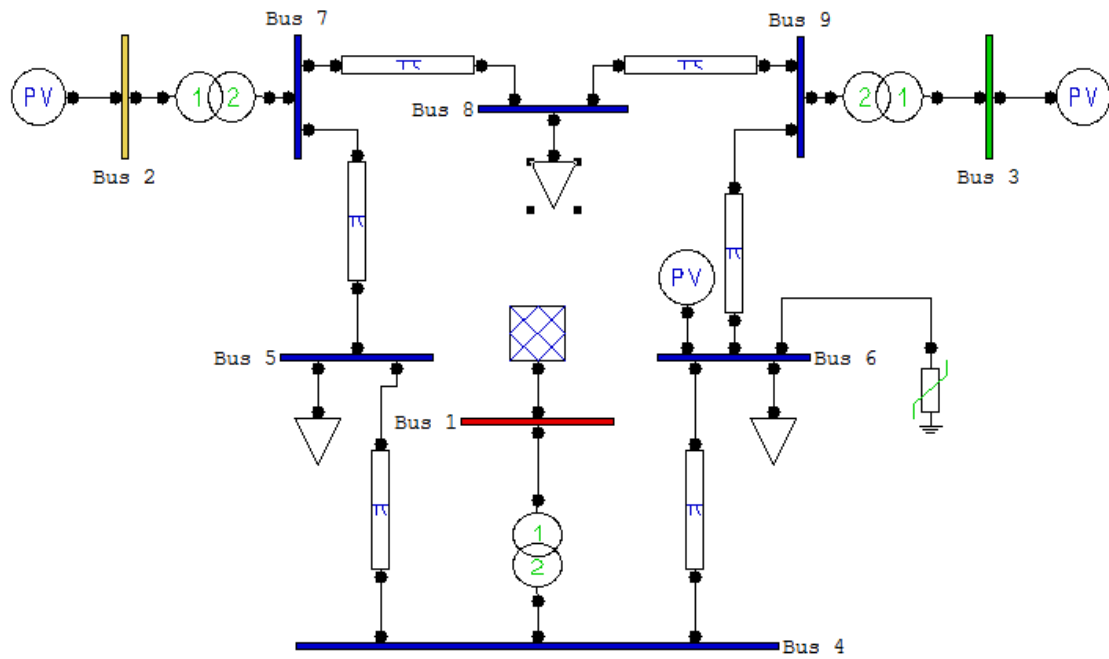 Bus 7
Bus 9
π
π
PV
1 2
2 1
PV
Bus 8
Bus 2
Bus 3
π
π
PV
Bus 5
Bus 6
Bus 1
π
π
1
2
Bus 4